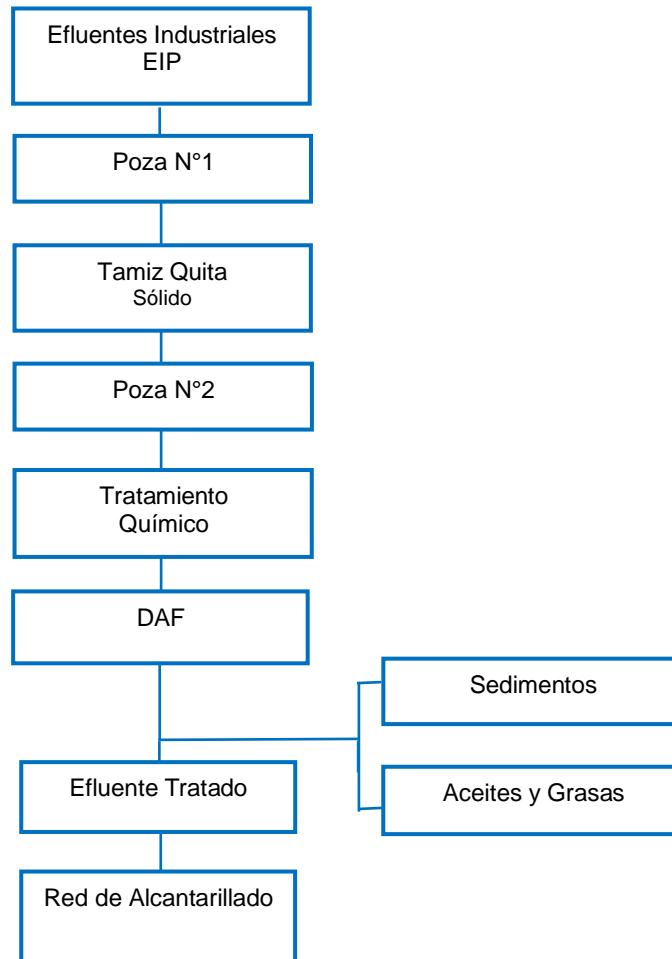 Efluentes Industriales
EIP
Poza N°1
Tamiz Quita
Sólido
Poza N°2
Tratamiento
Químico
DAF
Sedimentos
Efluente Tratado
Aceites y Grasas
Red de Alcantarillado